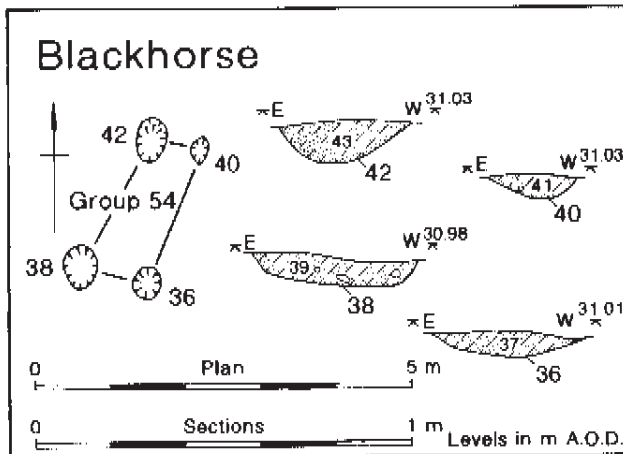 Blackhorse
E W 31.03
43
42
42
40
E W 31.03
41
40
Group 54
38
36
E W 30.98
39
38
E W 31.01
37
36
0 Plan 5 m
0 Sections 1 m
Levels in m A.O.D.